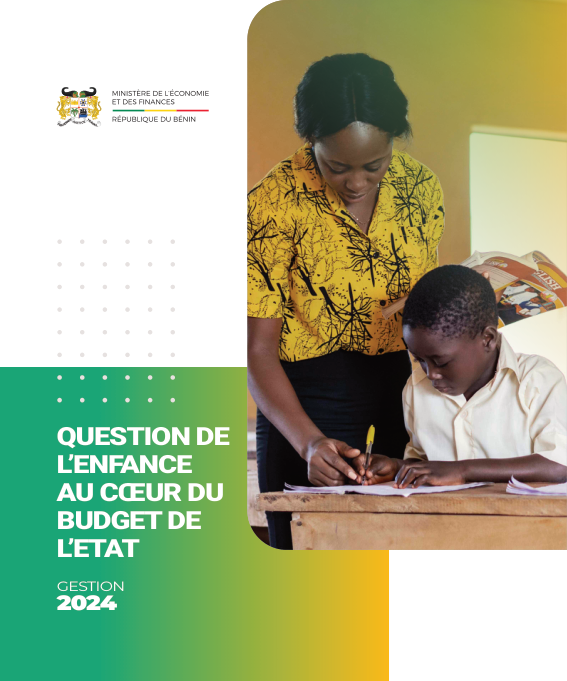 MINISTÈRE DE L'ÉCONOMIE
ET DES FINANCES
RÉPUBLIQUE DU BÉNIN
QUESTION DE
L'ENFANCE
AU CŒUR DU
BUDGET DE
L'ETAT
GESTION
2024